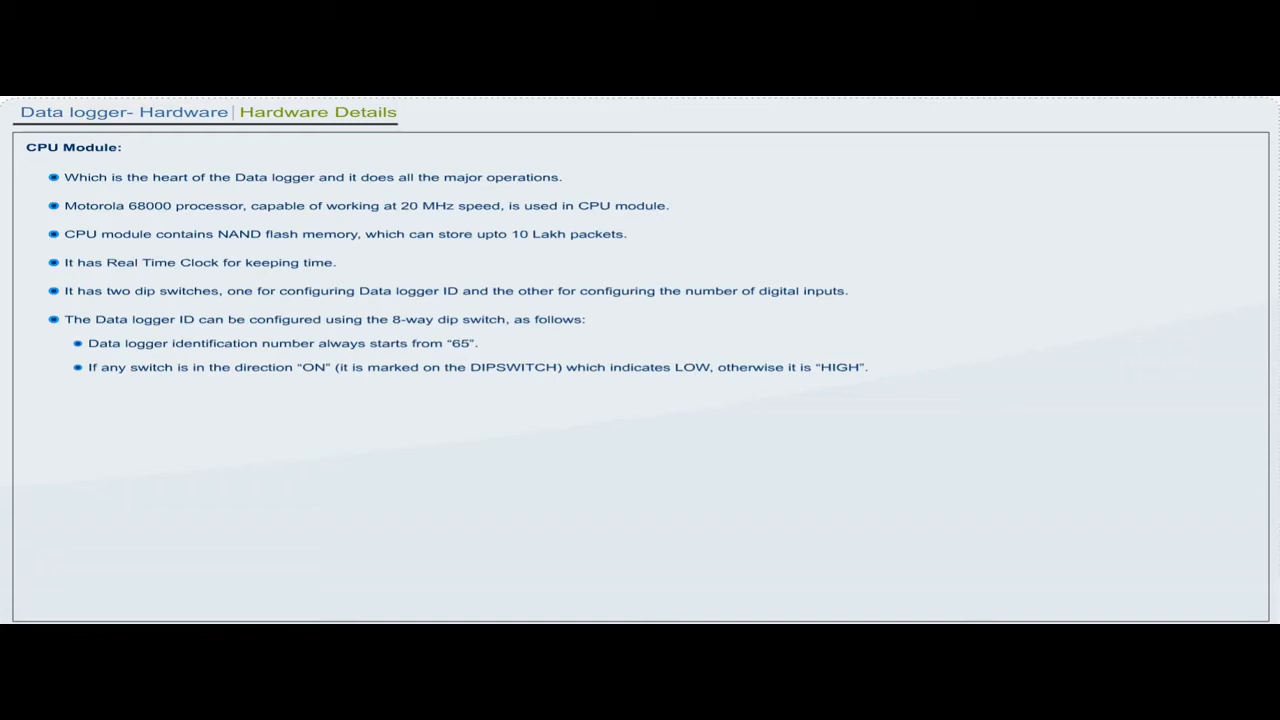 Data logger- Hardware | Hardware Details
CPU Module:
Which is the heart of the Data logger and it does all the major operations.
Motorola 68000 processor, capable of working at 20 MHz speed, is used in CPU module.
CPU module contains NAND flash memory, which can store upto 10 Lakh packets.
It has Real Time Clock for keeping time.
It has two dip switches, one for configuring Data logger ID and the other for configuring the number of digital inputs.
The Data logger ID can be configured using the 8-way dip switch, as follows:
Data logger identification number always starts from “65”.
If any switch is in the direction “ON” (it is marked on the DIPSWITCH) which indicates LOW, otherwise it is “HIGH”.